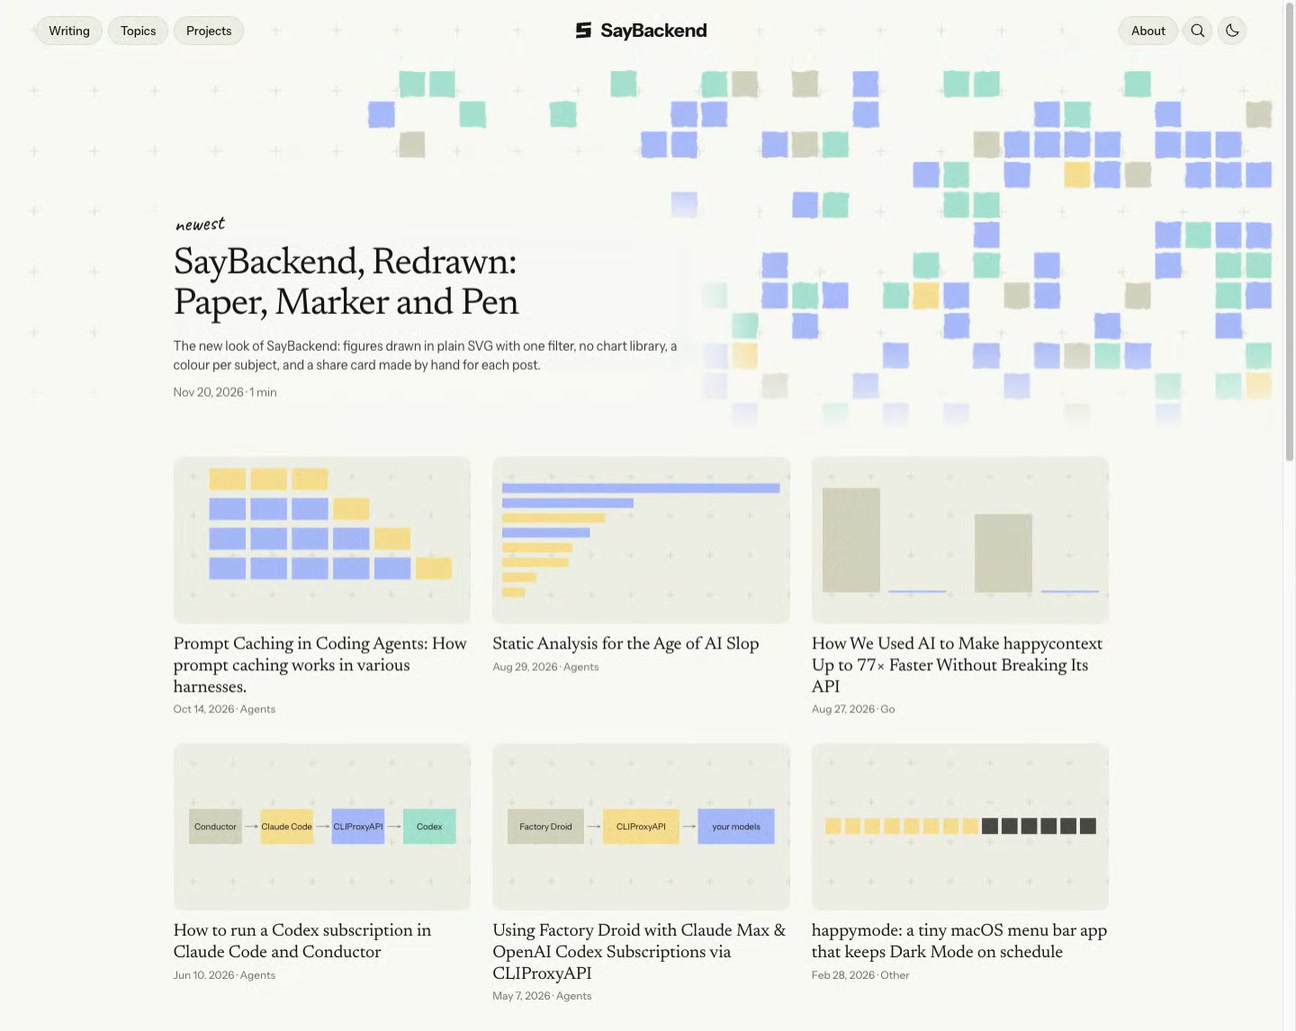 Writing
Topics
Projects
SayBackend
About
newest
SayBackend, Redrawn:
Paper, Marker and Pen
The new look of SayBackend: figures drawn in plain SVG with one filter, no chart library, a
colour per subject, and a share card made by hand for each post.
Nov 20, 2026 · 1 min
Prompt Caching in Coding Agents: How
prompt caching works in various
harnesses.
Oct 14, 2026 · Agents
Static Analysis for the Age of AI Slop
Aug 29, 2026 · Agents
How We Used AI to Make happycontext
Up to 77× Faster Without Breaking Its
API
Aug 27, 2026 · Go
Conductor
Claude Code
CLIProxyAPI
Codex
How to run a Codex subscription in
Claude Code and Conductor
Jun 10, 2026 · Agents
Factory Droid
CLIProxyAPI
your models
Using Factory Droid with Claude Max &
OpenAI Codex Subscriptions via
CLIProxyAPI
May 7, 2026 · Agents
happymode: a tiny macOS menu bar app
that keeps Dark Mode on schedule
Feb 28, 2026 · Other